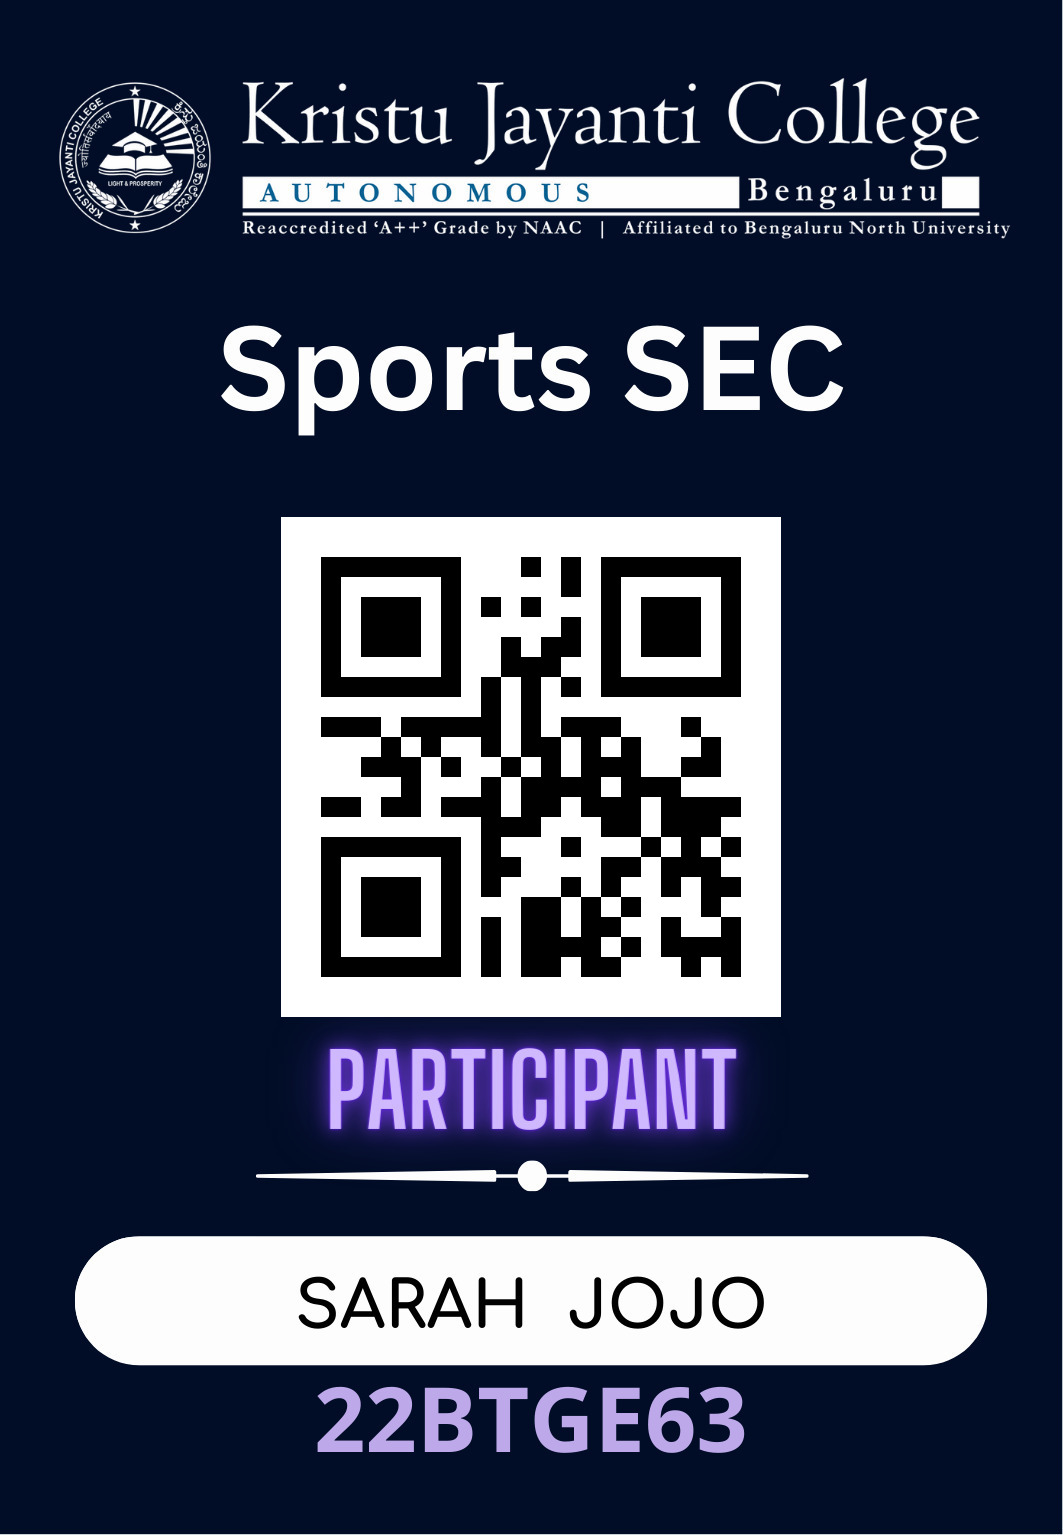 Kristu Jayanti College
AUTONOMOUS Bengaluru
Reaccredited ‘A++’ Grade by NAAC | Affiliated to Bengaluru North University
KRISTU JAYANTI COLLEGE
LIGHT & PROSPERITY
Sports SEC
PARTICIPANT
SARAH JOJO
22BTGE63